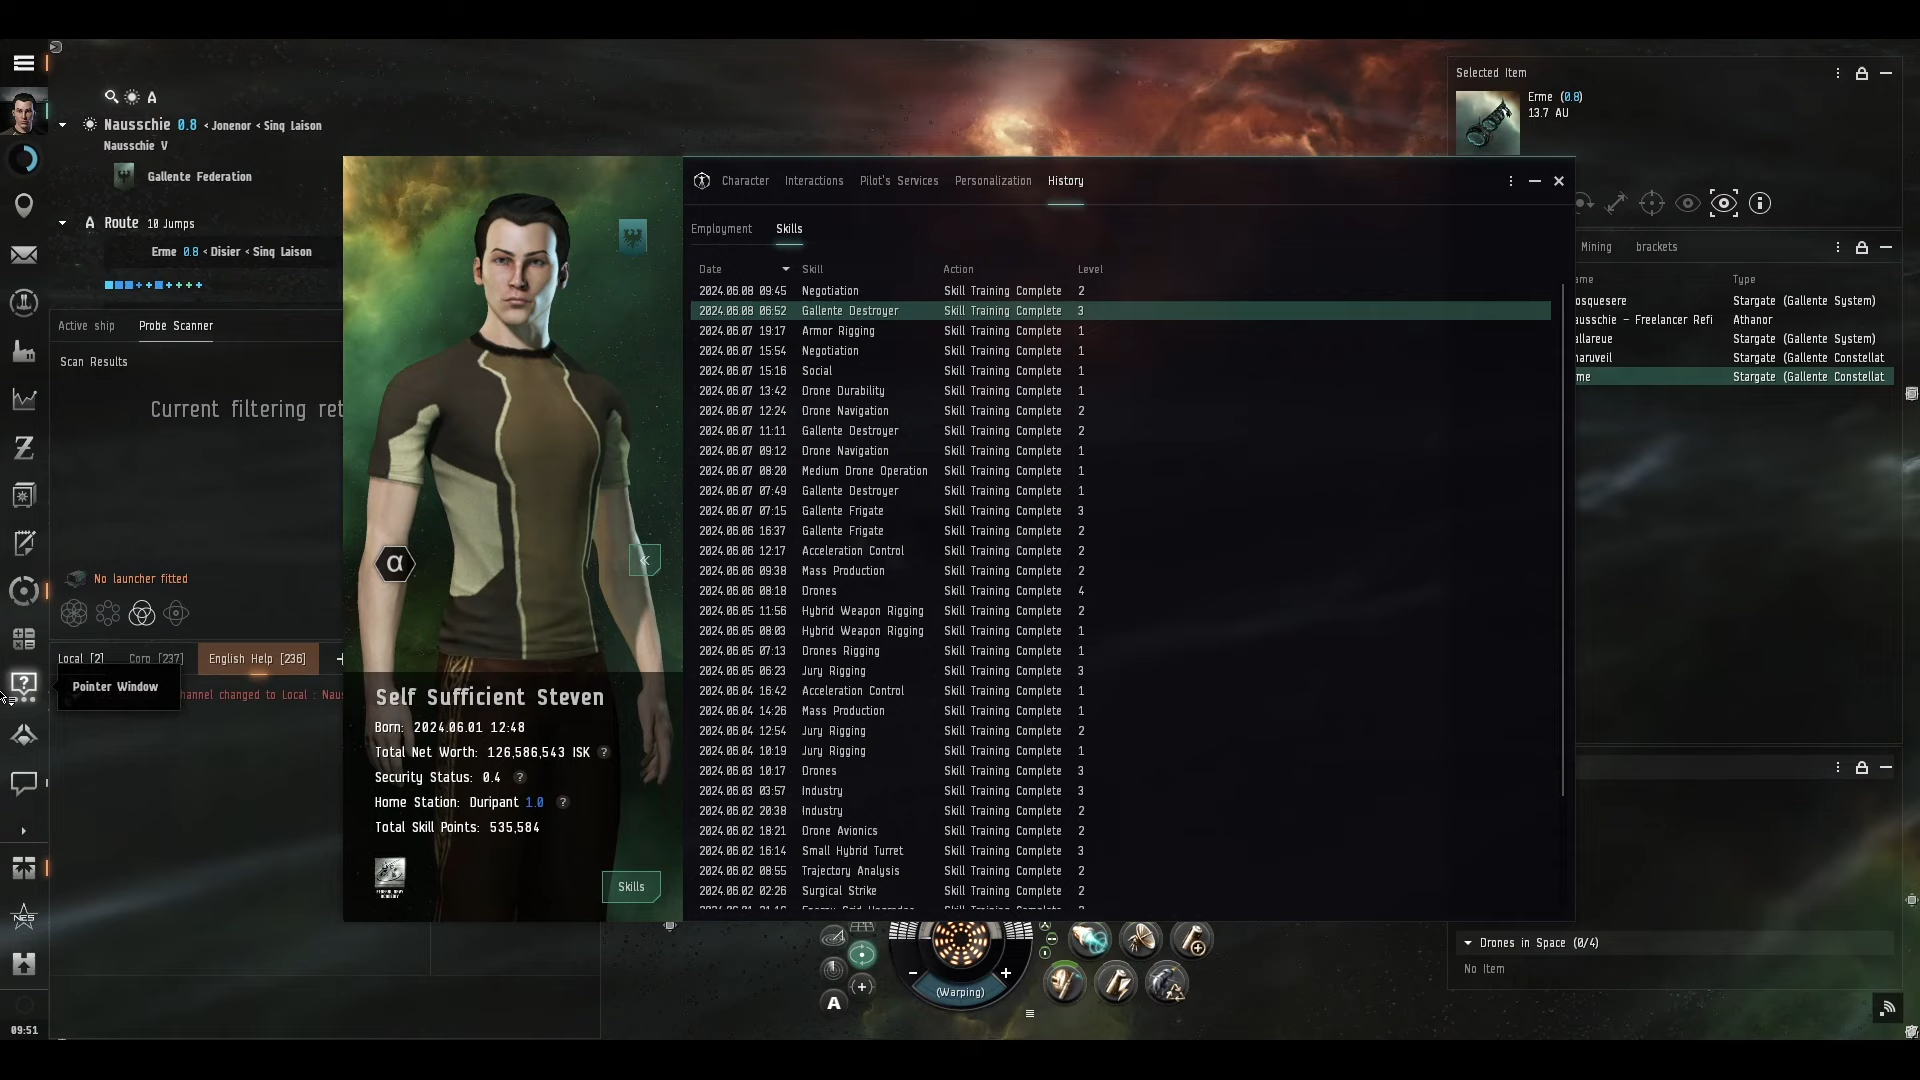 Nausschie 0.8 < Jonenor < Sinq Laison
Nausschie V
Gallente Federation
Route 10 Jumps
Erme 0.8 < Disier < Sinq Laison
Active ship Probe Scanner
Scan Results
Current filtering ret
No launcher fitted
Local [2] Corp [237] English Help [236] +
hannel changed to Local : Naus
Pointer Window
09:51
α
Self Sufficient Steven
Born: 2024.06.01 12:48
Total Net Worth: 126,586,543 ISK ?
Security Status: 0.4 ?
Home Station: Duripant 1.0 ?
Total Skill Points: 535,584
Skills
Character Interactions Pilot's Services Personalization History
Employment Skills
Date Skill Action Level
2024.06.08 09:45 Negotiation Skill Training Complete 2
2024.06.08 06:52 Gallente Destroyer Skill Training Complete 3
2024.06.07 19:17 Armor Rigging Skill Training Complete 1
2024.06.07 15:54 Negotiation Skill Training Complete 1
2024.06.07 15:16 Social Skill Training Complete 1
2024.06.07 13:42 Drone Durability Skill Training Complete 1
2024.06.07 12:24 Drone Navigation Skill Training Complete 2
2024.06.07 11:11 Gallente Destroyer Skill Training Complete 2
2024.06.07 09:12 Drone Navigation Skill Training Complete 1
2024.06.07 08:20 Medium Drone Operation Skill Training Complete 1
2024.06.07 07:49 Gallente Destroyer Skill Training Complete 1
2024.06.07 07:15 Gallente Frigate Skill Training Complete 3
2024.06.06 16:37 Gallente Frigate Skill Training Complete 2
2024.06.06 12:17 Acceleration Control Skill Training Complete 2
2024.06.06 09:38 Mass Production Skill Training Complete 2
2024.06.06 08:18 Drones Skill Training Complete 4
2024.06.05 11:56 Hybrid Weapon Rigging Skill Training Complete 2
2024.06.05 08:03 Hybrid Weapon Rigging Skill Training Complete 1
2024.06.05 07:13 Drones Rigging Skill Training Complete 1
2024.06.05 06:23 Jury Rigging Skill Training Complete 3
2024.06.04 16:42 Acceleration Control Skill Training Complete 1
2024.06.04 14:26 Mass Production Skill Training Complete 1
2024.06.04 12:54 Jury Rigging Skill Training Complete 2
2024.06.04 10:19 Jury Rigging Skill Training Complete 1
2024.06.03 10:17 Drones Skill Training Complete 3
2024.06.03 03:57 Industry Skill Training Complete 3
2024.06.02 20:38 Industry Skill Training Complete 2
2024.06.02 18:21 Drone Avionics Skill Training Complete 2
2024.06.02 16:14 Small Hybrid Turret Skill Training Complete 3
2024.06.02 08:55 Trajectory Analysis Skill Training Complete 2
2024.06.02 02:26 Surgical Strike Skill Training Complete 2
(Warping)
A
Selected Item
Erme (0.8)
13.7 AU
Mining brackets
ame Type
osquesere Stargate (Gallente System)
ausschie - Freelancer Refi Athanor
allareue Stargate (Gallente System)
haruveil Stargate (Gallente Constellat
rme Stargate (Gallente Constellat
Drones in Space (0/4)
No Item
NES